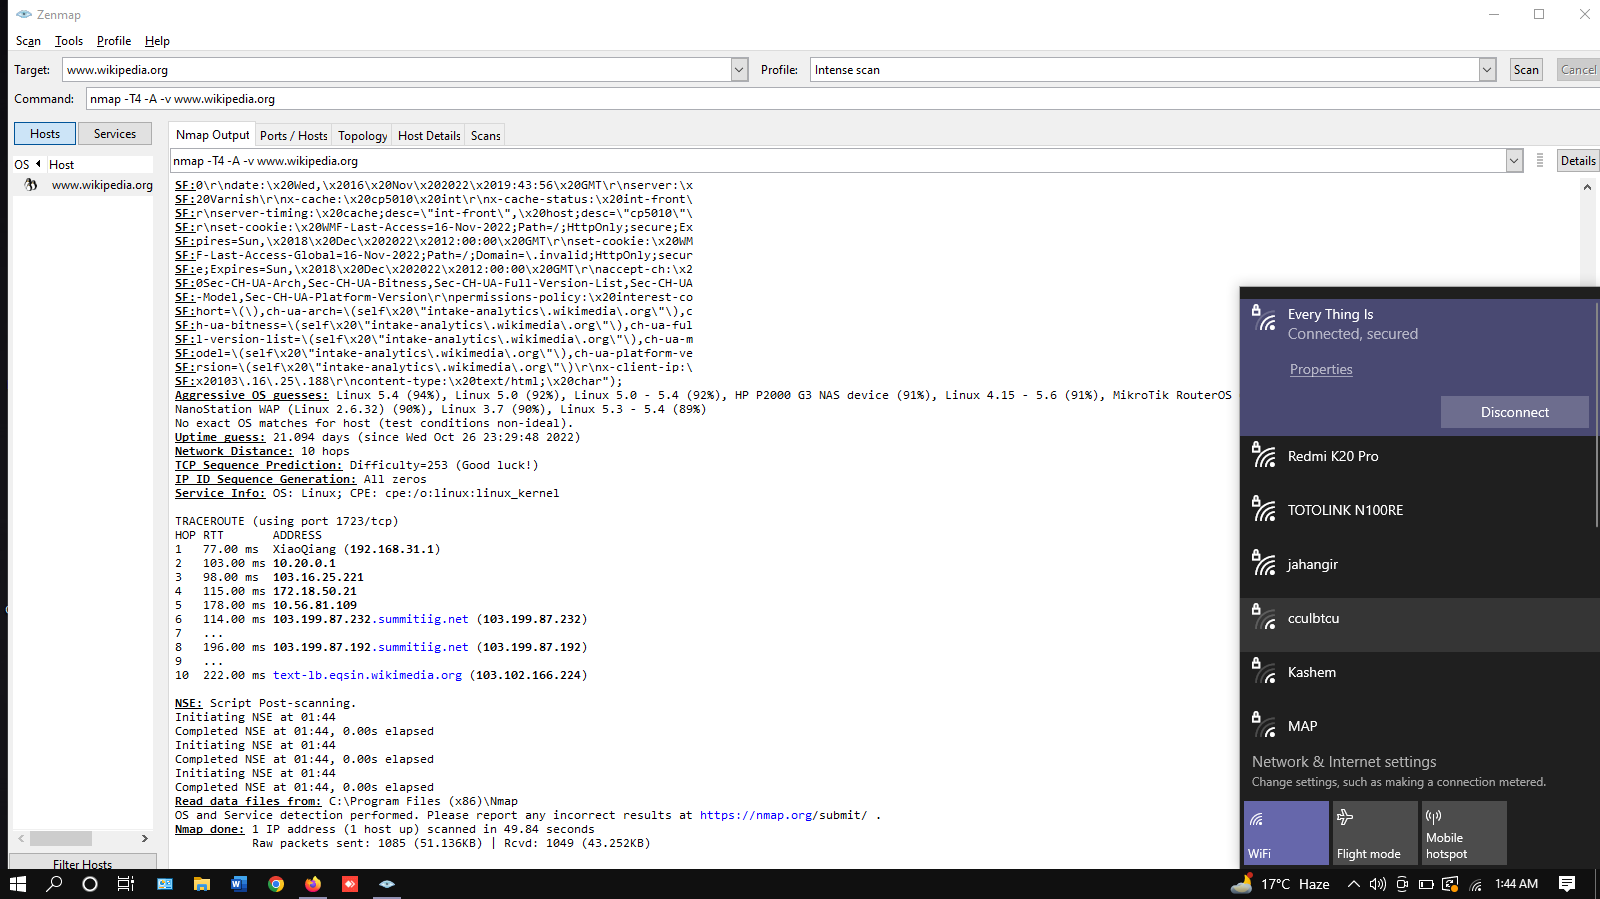 Zenmap
Scan Tools Profile Help
Target: www.wikipedia.org Profile: Intense scan Scan Cancel
Command: nmap -T4 -A -v www.wikipedia.org
Hosts Services
OS Host
www.wikipedia.org
Filter Hosts
Nmap Output Ports / Hosts Topology Host Details Scans
nmap -T4 -A -v www.wikipedia.org Details
SF:0\r\ndate:\x20Wed,\x2016\x20Nov\x202022\x2019:43:56\x20GMT\r\nserver:\x
SF:20Varnish\r\nx-cache:\x20cp5010\x20int\r\nx-cache-status:\x20int-front\
SF:r\nserver-timing:\x20cache;desc=\"int-front\",\x20host;desc=\"cp5010\"\
SF:r\nset-cookie:\x20WMF-Last-Access=16-Nov-2022;Path=/;HttpOnly;secure;Ex
SF:pires=Sun,\x2018\x20Dec\x202022\x2012:00:00\x20GMT\r\nset-cookie:\x20WM
SF:F-Last-Access-Global=16-Nov-2022;Path=/;Domain=\.invalid;HttpOnly;secur
SF:e;Expires=Sun,\x2018\x20Dec\x202022\x2012:00:00\x20GMT\r\naccept-ch:\x2
SF:0Sec-CH-UA-Arch,Sec-CH-UA-Bitness,Sec-CH-UA-Full-Version-List,Sec-CH-UA
SF:-Model,Sec-CH-UA-Platform-Version\r\npermissions-policy:\x20interest-co
SF:hort=\(\),ch-ua-arch=\(self\x20\"intake-analytics\.wikimedia\.org\"\),c
SF:h-ua-bitness=\(self\x20\"intake-analytics\.wikimedia\.org\"\),ch-ua-ful
SF:l-version-list=\(self\x20\"intake-analytics\.wikimedia\.org\"\),ch-ua-m
SF:odel=\(self\x20\"intake-analytics\.wikimedia\.org\"\),ch-ua-platform-ve
SF:rsion=\(self\x20\"intake-analytics\.wikimedia\.org\"\)\r\nx-client-ip:\
SF:x20103\.16\.25\.188\r\ncontent-type:\x20text/html;\x20char");
Aggressive OS guesses: Linux 5.4 (94%), Linux 5.0 (92%), Linux 5.0 - 5.4 (92%), HP P2000 G3 NAS device (91%), Linux 4.15 - 5.6 (91%), MikroTik RouterOS
NanoStation WAP (Linux 2.6.32) (90%), Linux 3.7 (90%), Linux 5.3 - 5.4 (89%)
No exact OS matches for host (test conditions non-ideal).
Uptime guess: 21.094 days (since Wed Oct 26 23:29:48 2022)
Network Distance: 10 hops
TCP Sequence Prediction: Difficulty=253 (Good luck!)
IP ID Sequence Generation: All zeros
Service Info: OS: Linux; CPE: cpe:/o:linux:linux_kernel
TRACEROUTE (using port 1723/tcp)
HOP RTT ADDRESS
1 77.00 ms XiaoQiang (192.168.31.1)
2 103.00 ms 10.20.0.1
3 98.00 ms 103.16.25.221
4 115.00 ms 172.18.50.21
5 178.00 ms 10.56.81.109
6 114.00 ms 103.199.87.232.summitiig.net (103.199.87.232)
7 ...
8 196.00 ms 103.199.87.192.summitiig.net (103.199.87.192)
9 ...
10 222.00 ms text-lb.eqsin.wikimedia.org (103.102.166.224)
NSE: Script Post-scanning.
Initiating NSE at 01:44
Completed NSE at 01:44, 0.00s elapsed
Initiating NSE at 01:44
Completed NSE at 01:44, 0.00s elapsed
Initiating NSE at 01:44
Completed NSE at 01:44, 0.00s elapsed
Read data files from: C:\Program Files (x86)\Nmap
OS and Service detection performed. Please report any incorrect results at https://nmap.org/submit/ .
Nmap done: 1 IP address (1 host up) scanned in 49.84 seconds
Raw packets sent: 1085 (51.136KB) | Rcvd: 1049 (43.252KB)
Every Thing Is
Connected, secured
Properties
Disconnect
Redmi K20 Pro
TOTOLINK N100RE
jahangir
cculbtcu
Kashem
MAP
Network & Internet settings
Change settings, such as making a connection metered.
WiFi
Flight mode
Mobile
hotspot
17°C Haze 1:44 AM